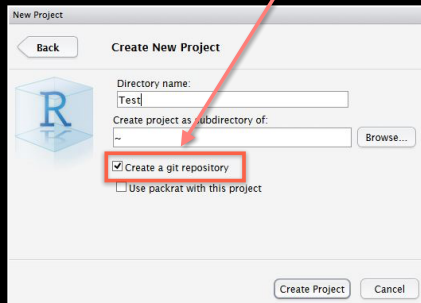 New Project
Back
Create New Project
R
Directory name:
Test
Create project as subdirectory of:
~
Browse...
Create a git repository
Use packrat with this project
Create Project
Cancel